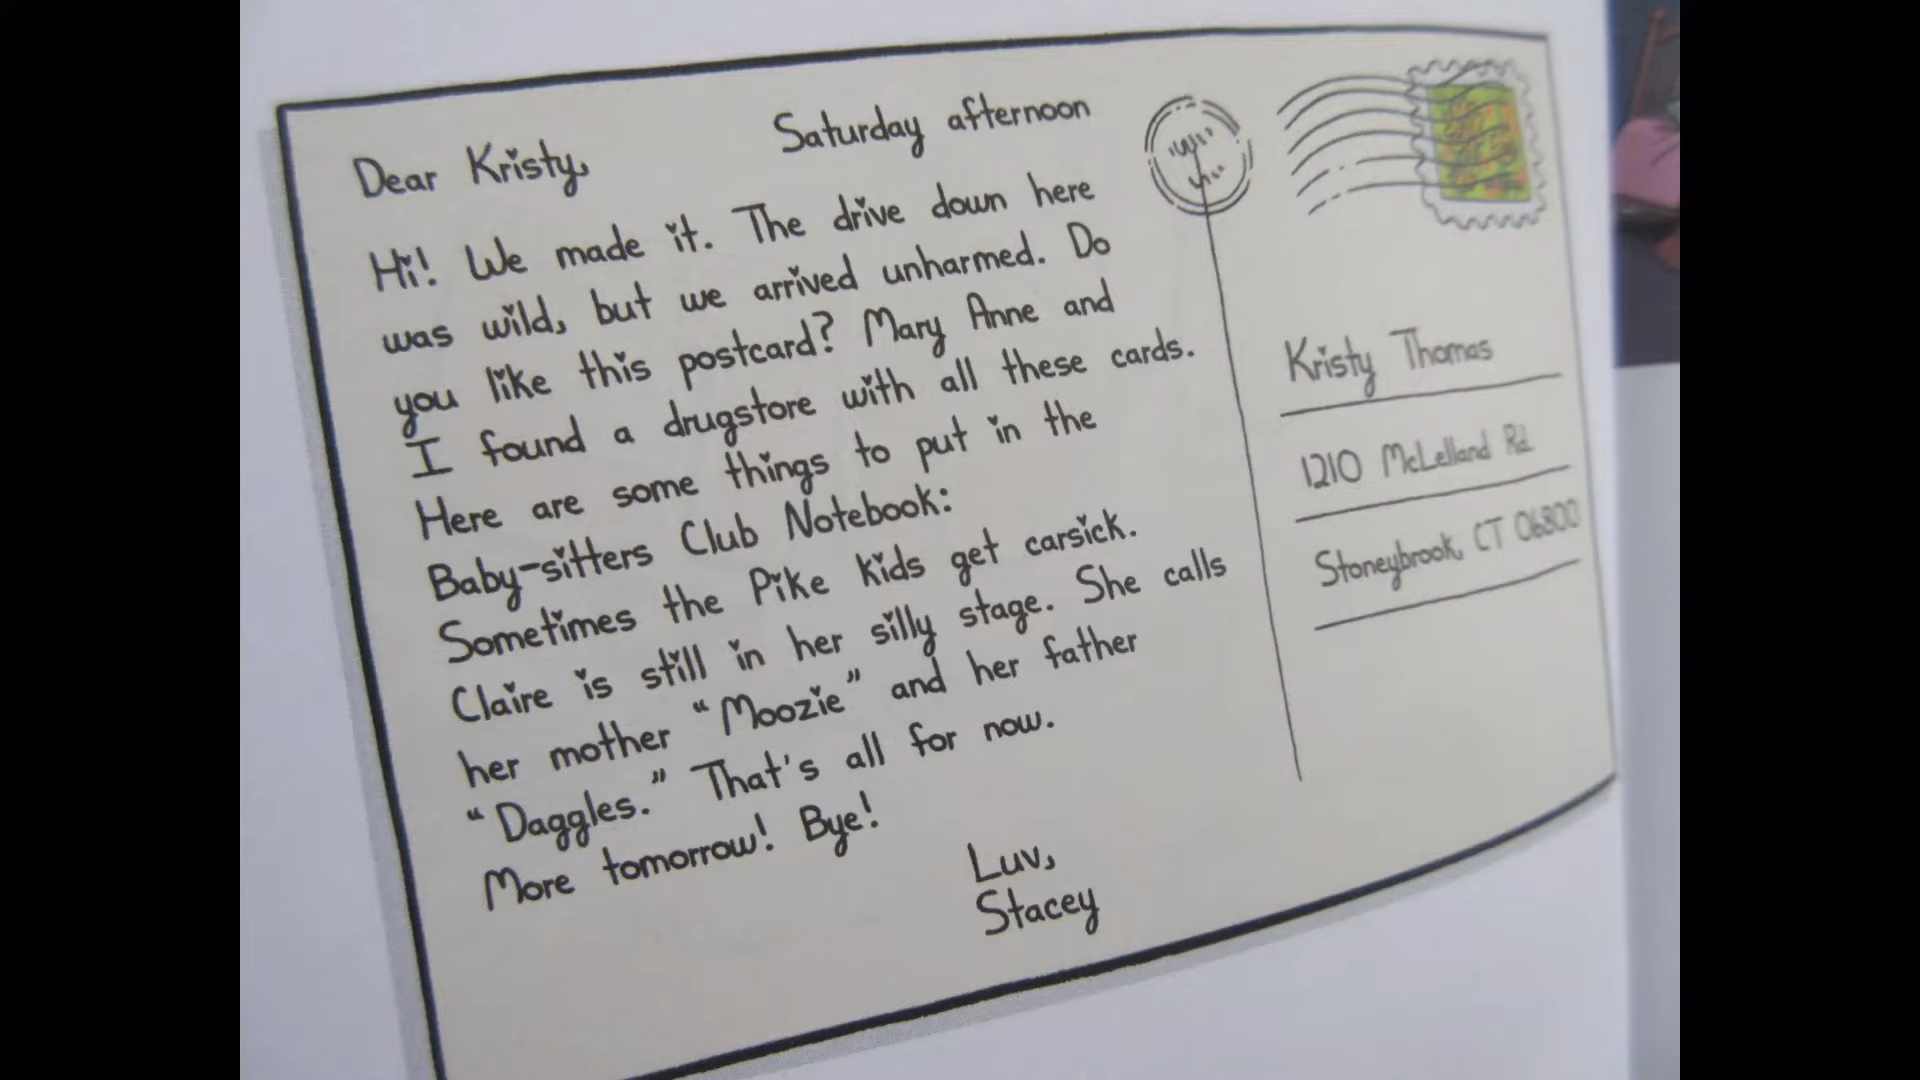 Saturday afternoon
Dear Kristy,
Hi! We made it. The drive down here
was wild, but we arrived unharmed. Do
you like this postcard? Mary Anne and
I found a drugstore with all these cards.
Here are some things to put in the
Baby-sitters Club Notebook:
Sometimes the Pike kids get carsick.
Claire is still in her silly stage. She calls
her mother “Moozie” and her father
“Daggles.” That's all for now.
More tomorrow! Bye!
Luv,
Stacey
Kristy Thomas
1210 McLelland Rd.
Stoneybrook, CT 06800